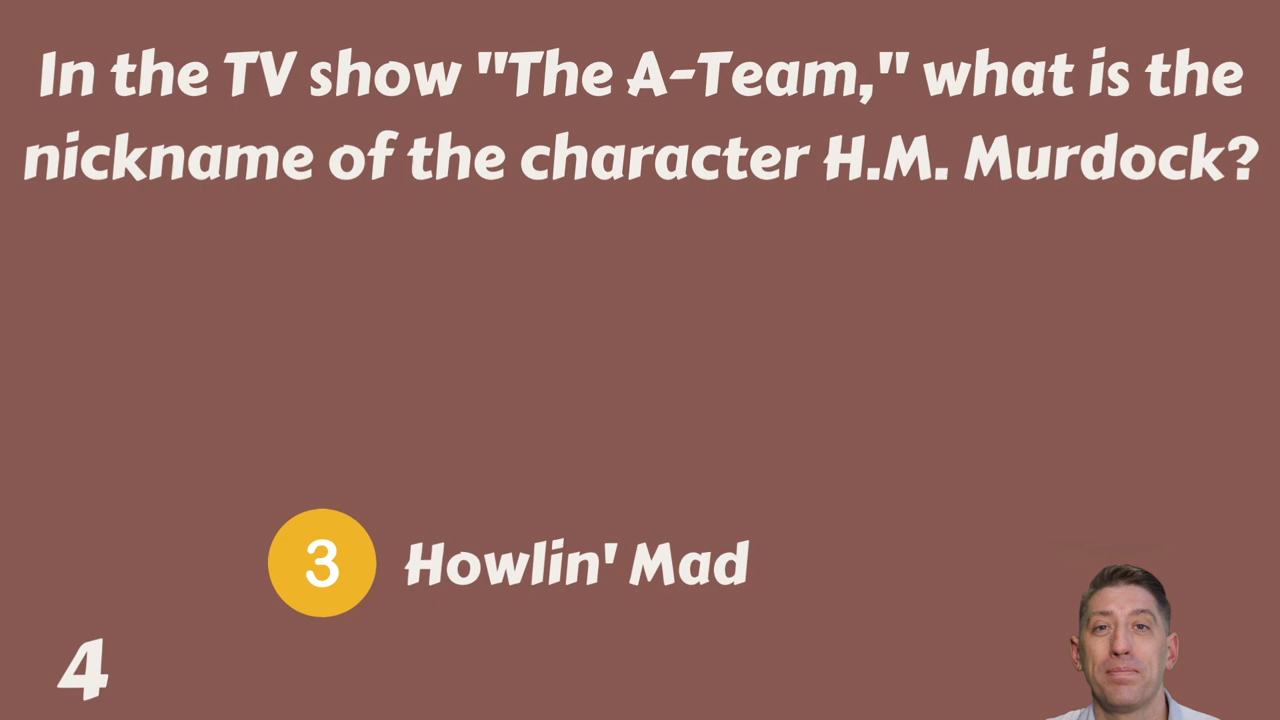 In the TV show "The A-Team," what is the
nickname of the character H.M. Murdock?
3 Howlin' Mad
4